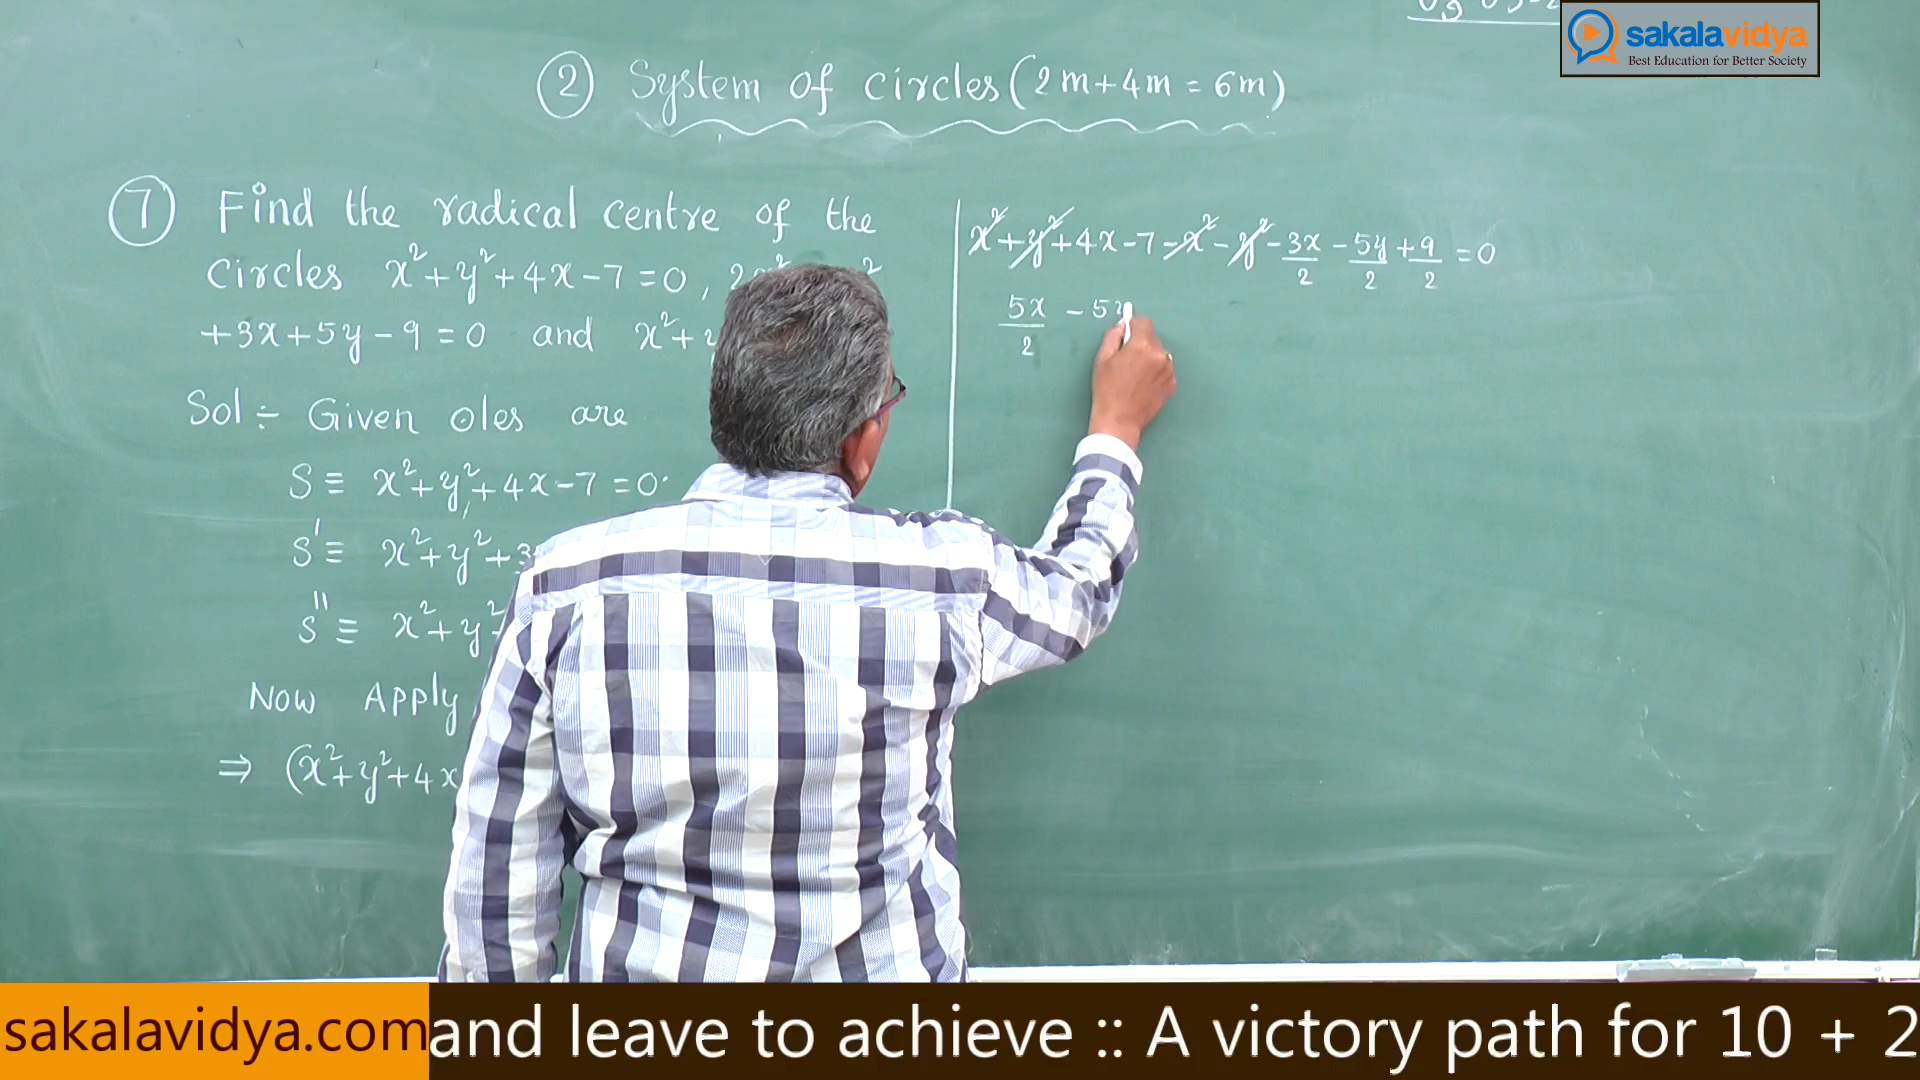 sakalavidya
Best Education for Better Society
② System of circles (2m+4m = 6m)
⑦ Find the radical centre of the
circles x²+y²+4x-7=0, 2
+3x+5y-9=0 and x²+
Sol ÷ Given oles are
S ≡ x²+y²+4x-7=0
S' ≡ x²+y²+3
S'' ≡ x²+y²
Now Apply
⇒ (x²+y²+4x
x²+y²+4x-7-x²-y²-3x/2-5y/2+9/2=0
5x/2 - 5y
sakalavidya.com and leave to achieve :: A victory path for 10 + 2